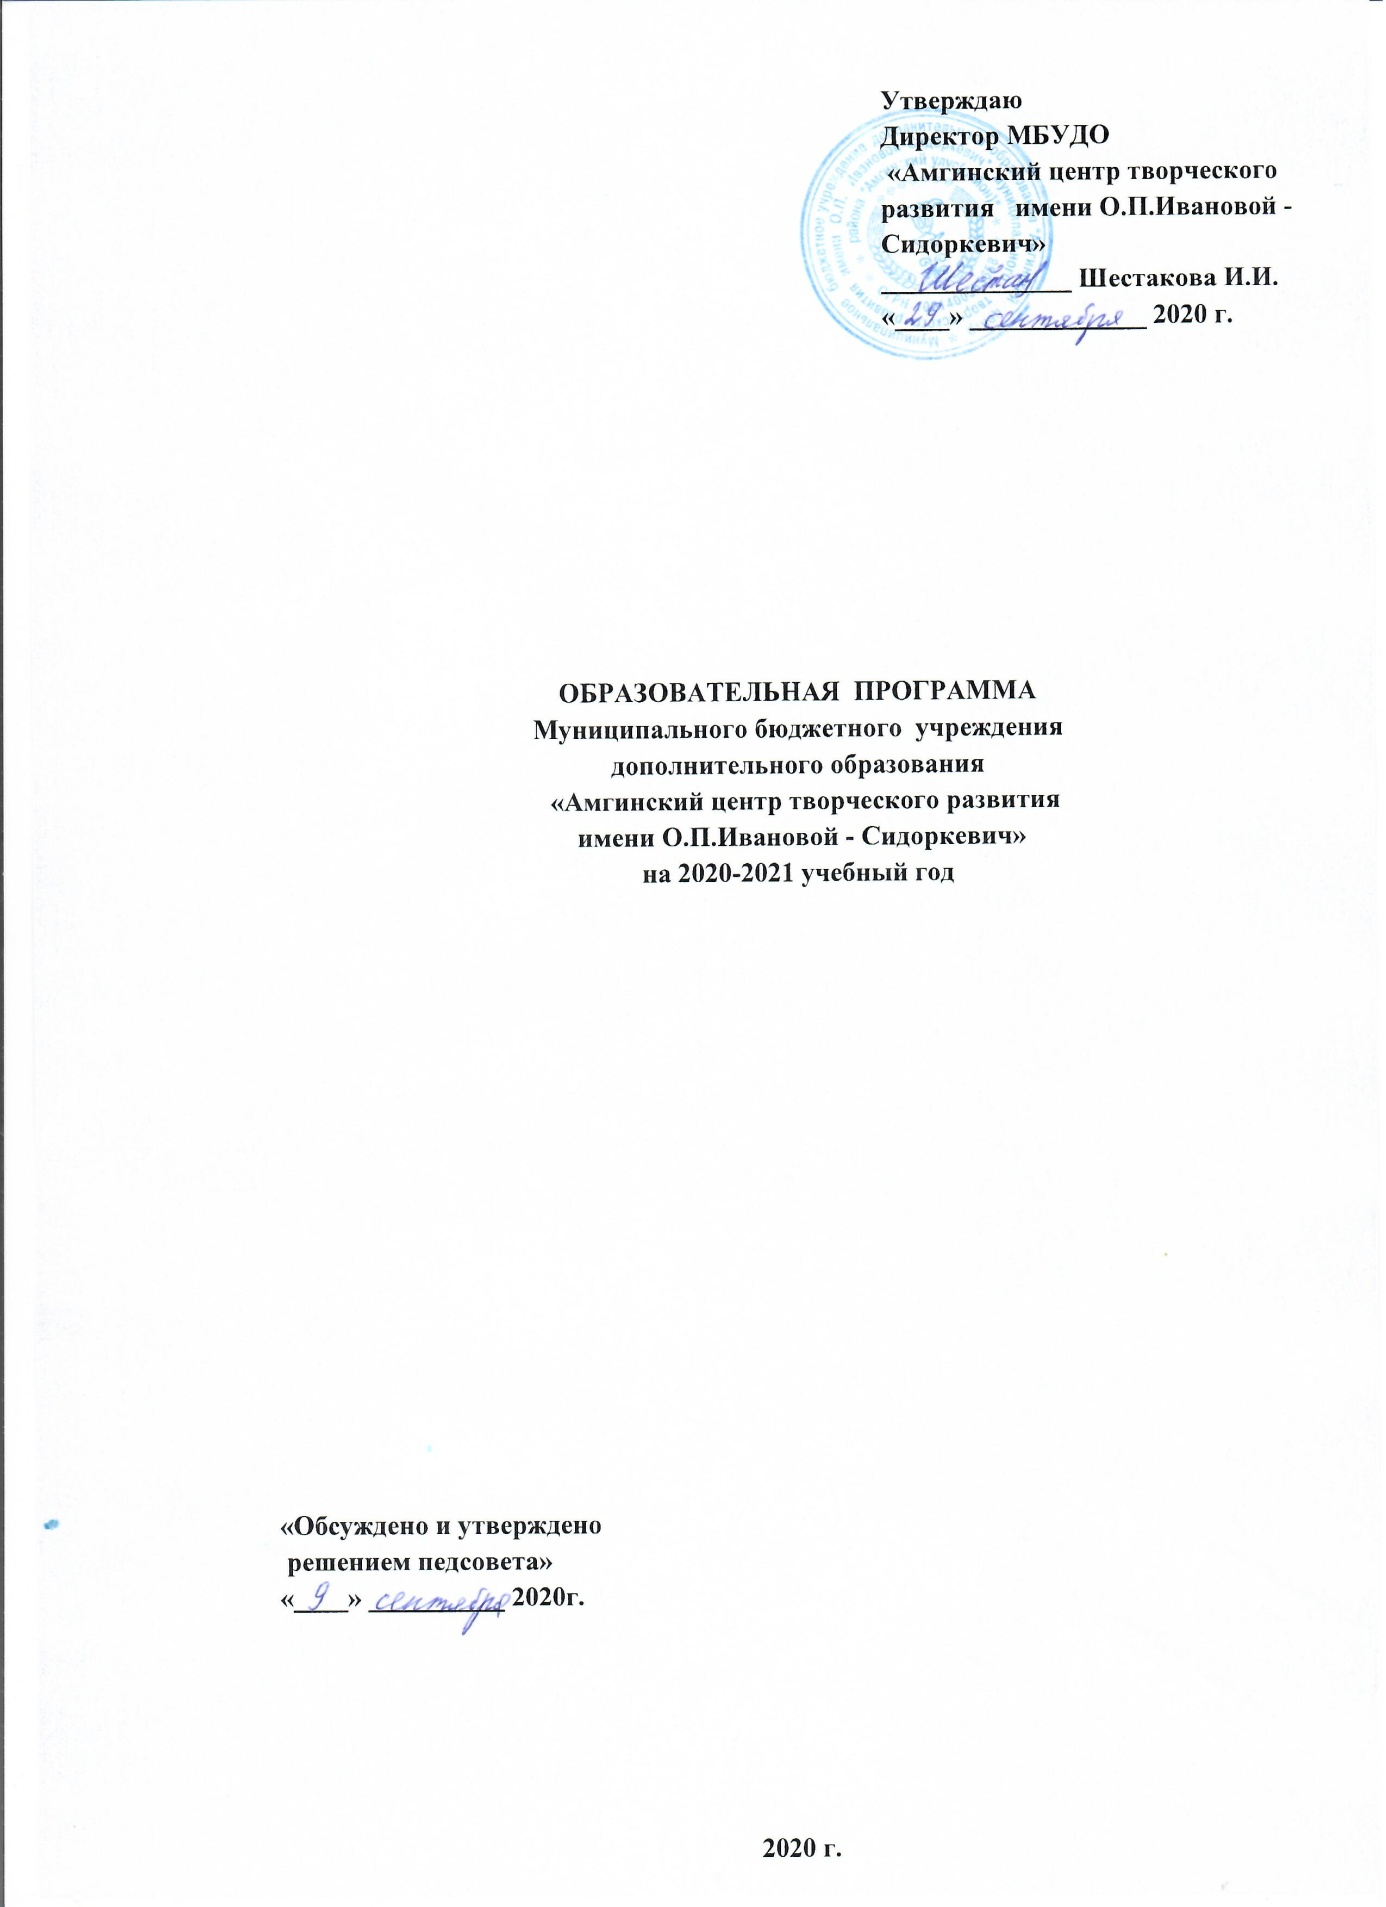 Утверждаю
Директор МБУДО
«Амгинский центр творческого
развития имени О.П.Ивановой -
Сидоркевич»
______________ Шестакова И.И.
«29» сентября 2020 г.
ОБРАЗОВАТЕЛЬНАЯ ПРОГРАММА
Муниципального бюджетного учреждения
дополнительного образования
«Амгинский центр творческого развития
имени О.П.Ивановой - Сидоркевич»
на 2020-2021 учебный год
«Обсуждено и утверждено
решением педсовета»
«9» сентября 2020г.
2020 г.